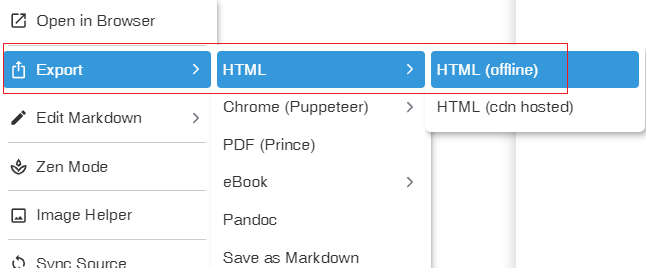 Open in Browser
Export
HTML
HTML (offline)
Edit Markdown
Chrome (Puppeteer)
HTML (cdn hosted)
PDF (Prince)
Zen Mode
eBook
Image Helper
Pandoc
Sync Source
Save as Markdown